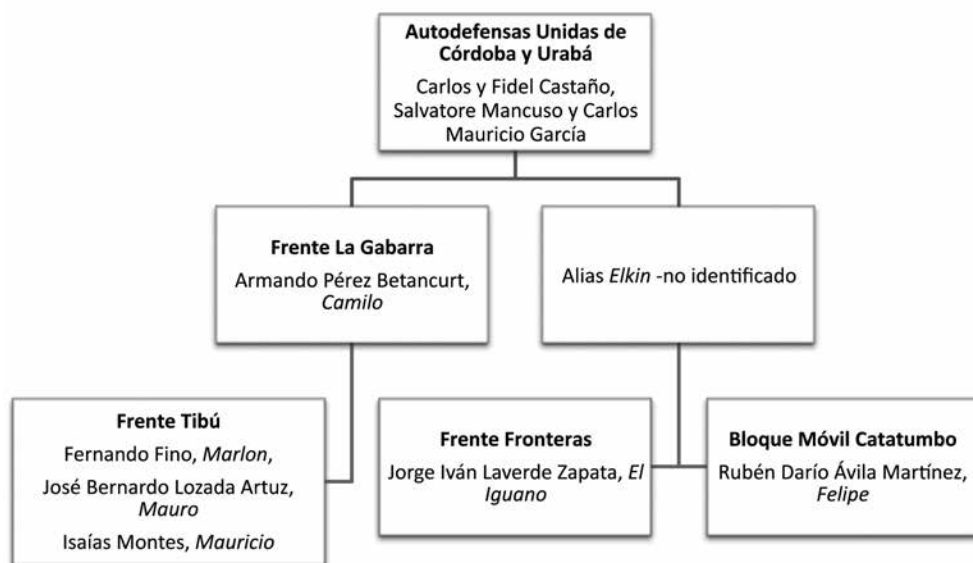 Autodefensas Unidas de
Córdoba y Urabá
Carlos y Fidel Castaño,
Salvatore Mancuso y Carlos
Mauricio García
Frente La Gabarra
Armando Pérez Betancurt,
Camilo
Alias Elkin -no identificado
Frente Tibú
Fernando Fino, Marlon,
José Bernardo Lozada Artuz,
Mauro
Isaías Montes, Mauricio
Frente Fronteras
Jorge Iván Laverde Zapata, El
Iguano
Bloque Móvil Catatumbo
Rubén Darío Ávila Martínez,
Felipe